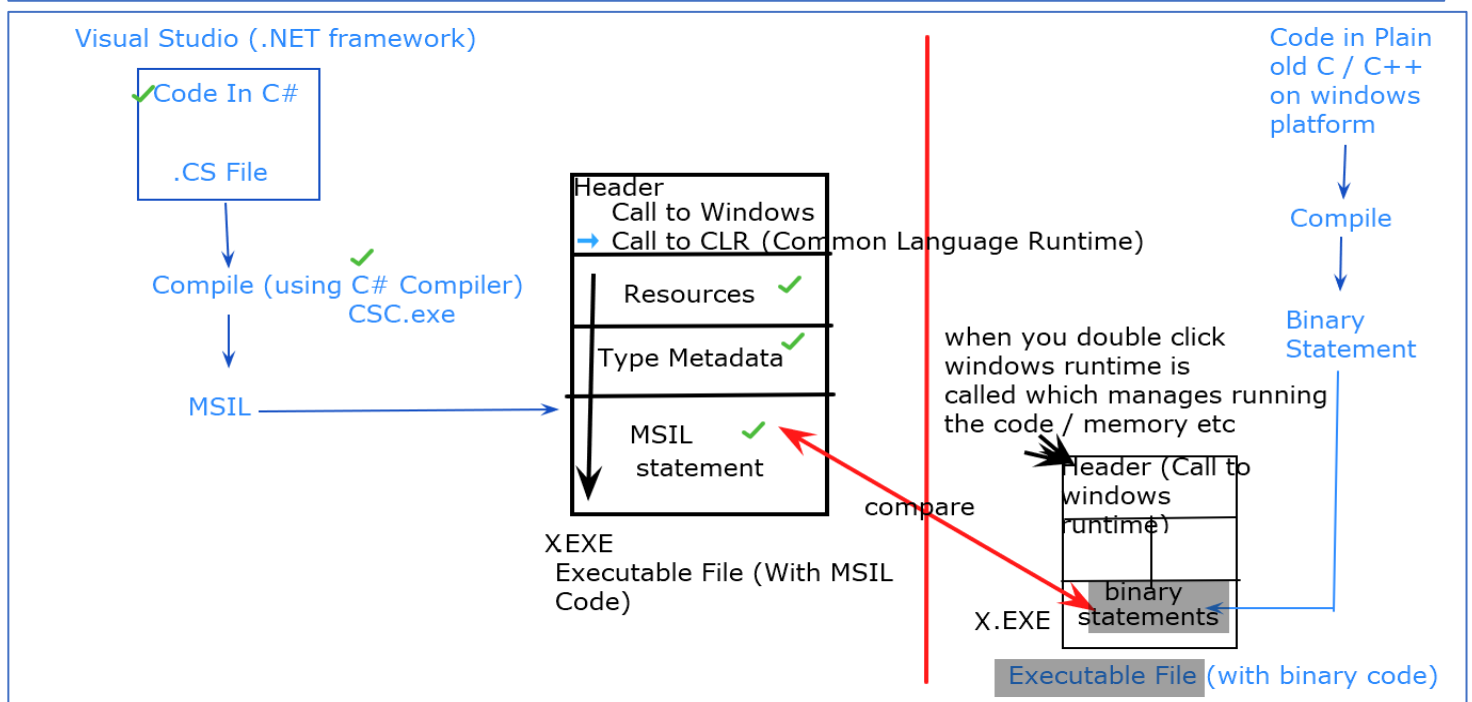 Visual Studio (.NET framework)
Code In C#
.CS File
Compile (using C# Compiler)
CSC.exe
MSIL
Header
Call to Windows
Call to CLR (Common Language Runtime)
Resources
Type Metadata
MSIL
statement
X.EXE
Executable File (With MSIL
Code)
compare
Code in Plain
old C / C++
on windows
platform
Compile
Binary
Statement
when you double click
windows runtime is
called which manages running
the code / memory etc
Header (Call to
windows
runtime)
binary
statements
X.EXE
Executable File (with binary code)